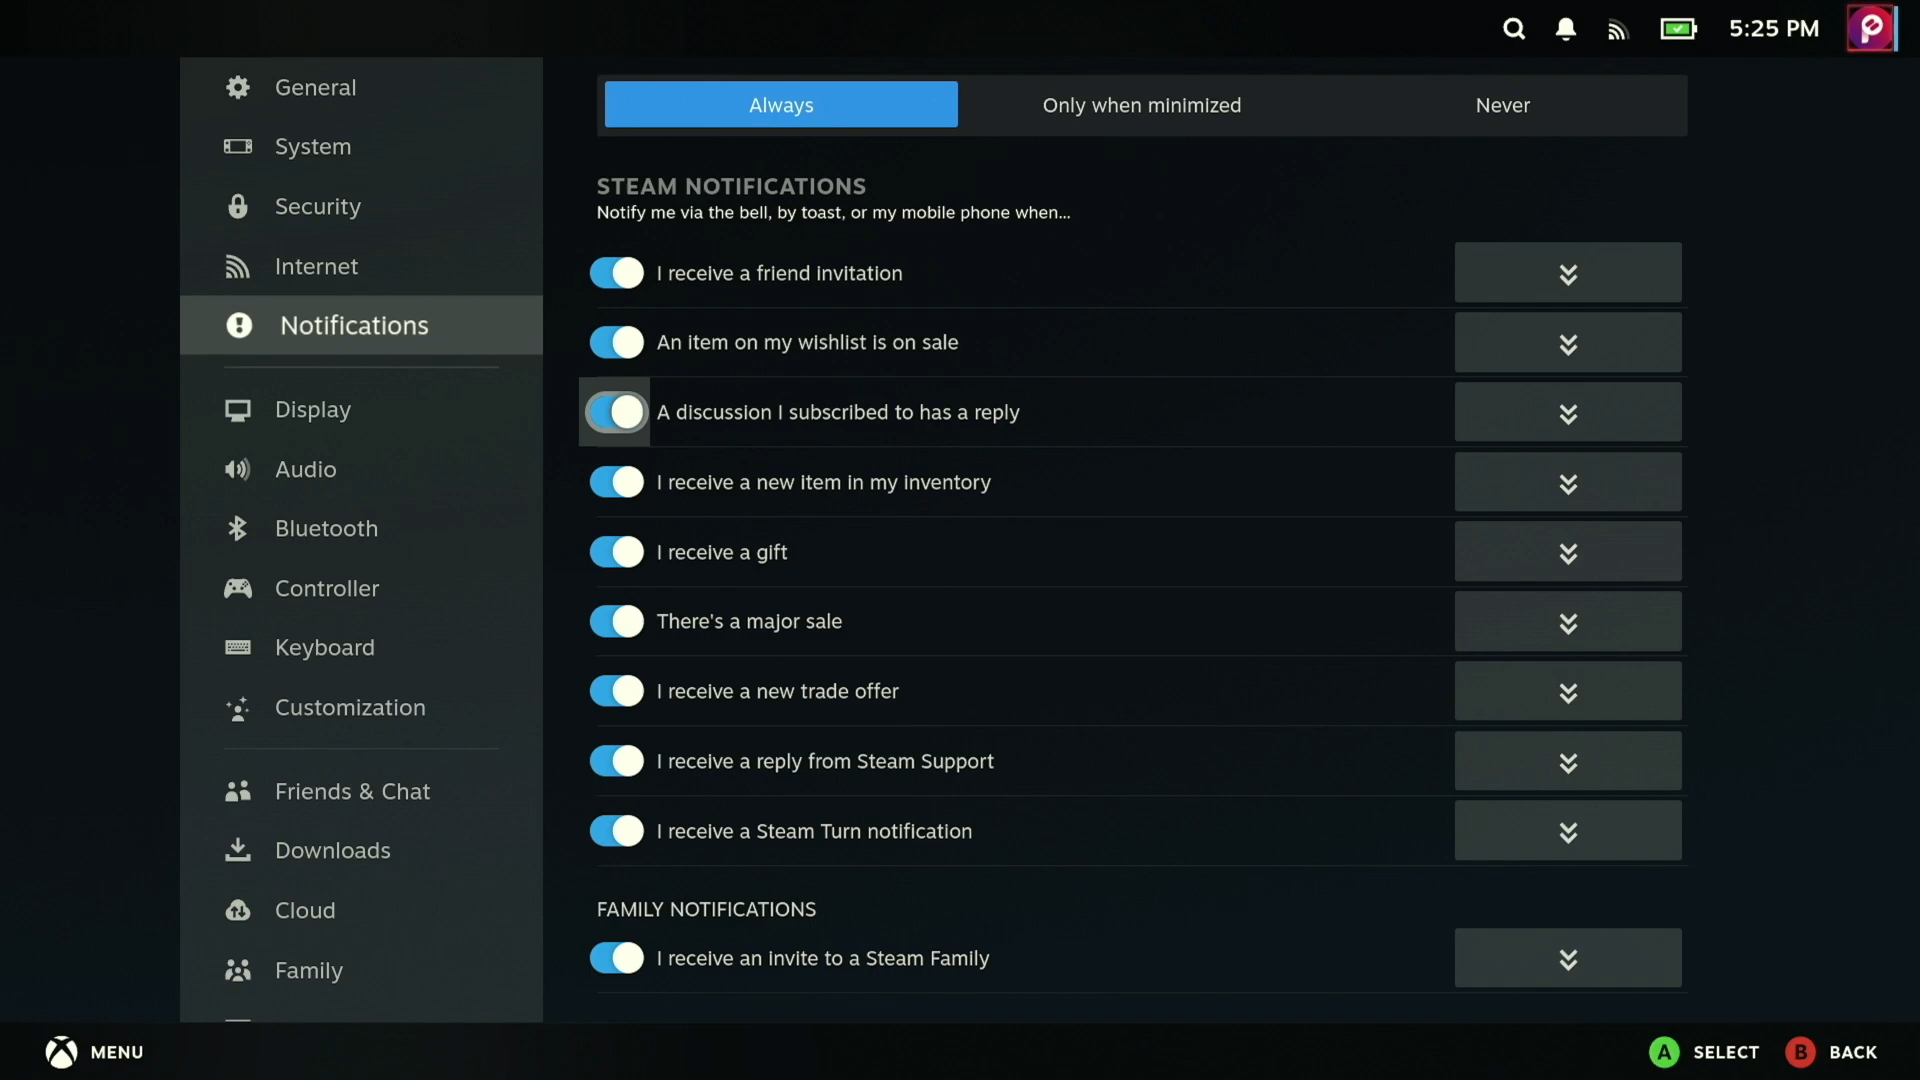 5:25 PM
General
System
Security
Internet
Notifications
Display
Audio
Bluetooth
Controller
Keyboard
Customization
Friends & Chat
Downloads
Cloud
Family
Always
Only when minimized
Never
STEAM NOTIFICATIONS
Notify me via the bell, by toast, or my mobile phone when...
I receive a friend invitation
An item on my wishlist is on sale
A discussion I subscribed to has a reply
I receive a new item in my inventory
I receive a gift
There's a major sale
I receive a new trade offer
I receive a reply from Steam Support
I receive a Steam Turn notification
FAMILY NOTIFICATIONS
I receive an invite to a Steam Family
MENU
A SELECT
B BACK